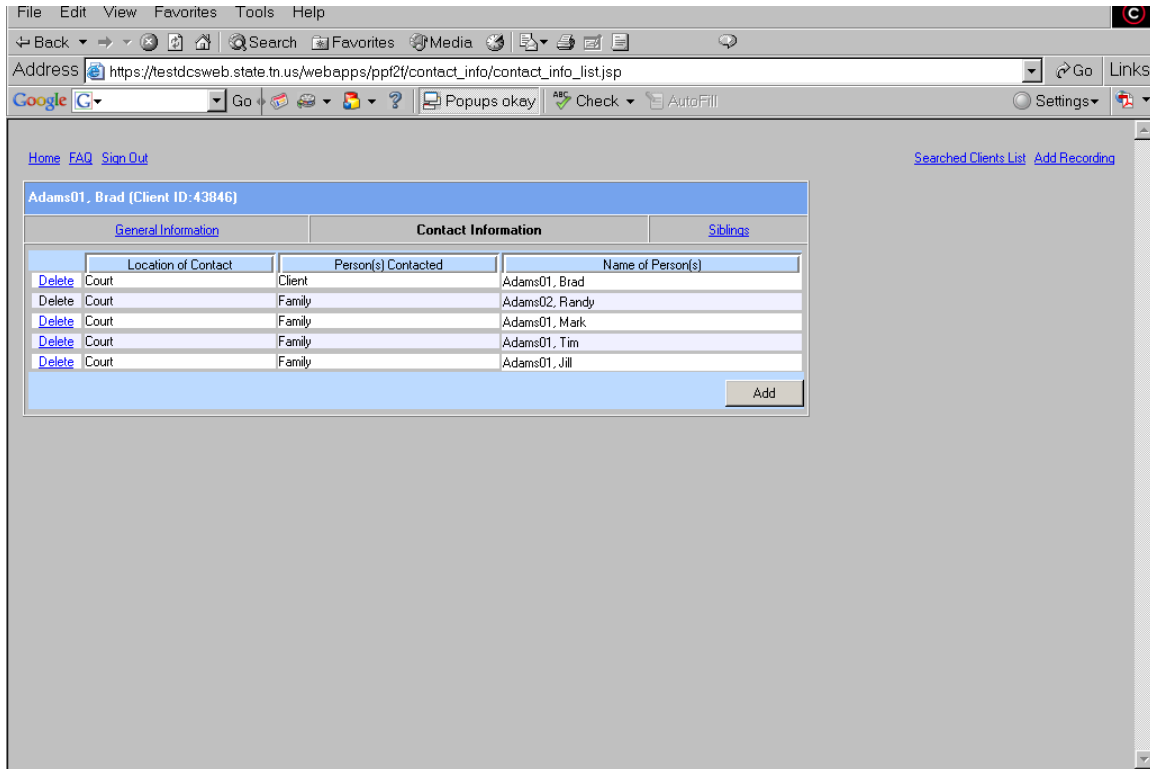 File Edit View Favorites Tools Help
Back Search Favorites Media
Address https://testdcsweb.state.tn.us/webapps/ppf2f/contact_info/contact_info_list.jsp Go Links
Google G Go Popups okay ABC Check AutoFill Settings
Home FAQ Sign Out Searched Clients List Add Recording
Adams01, Brad (Client ID:43846)
General Information Contact Information Siblings
Location of Contact Person(s) Contacted Name of Person(s)
Delete Court Client Adams01, Brad
Delete Court Family Adams02, Randy
Delete Court Family Adams01, Mark
Delete Court Family Adams01, Tim
Delete Court Family Adams01, Jill
Add